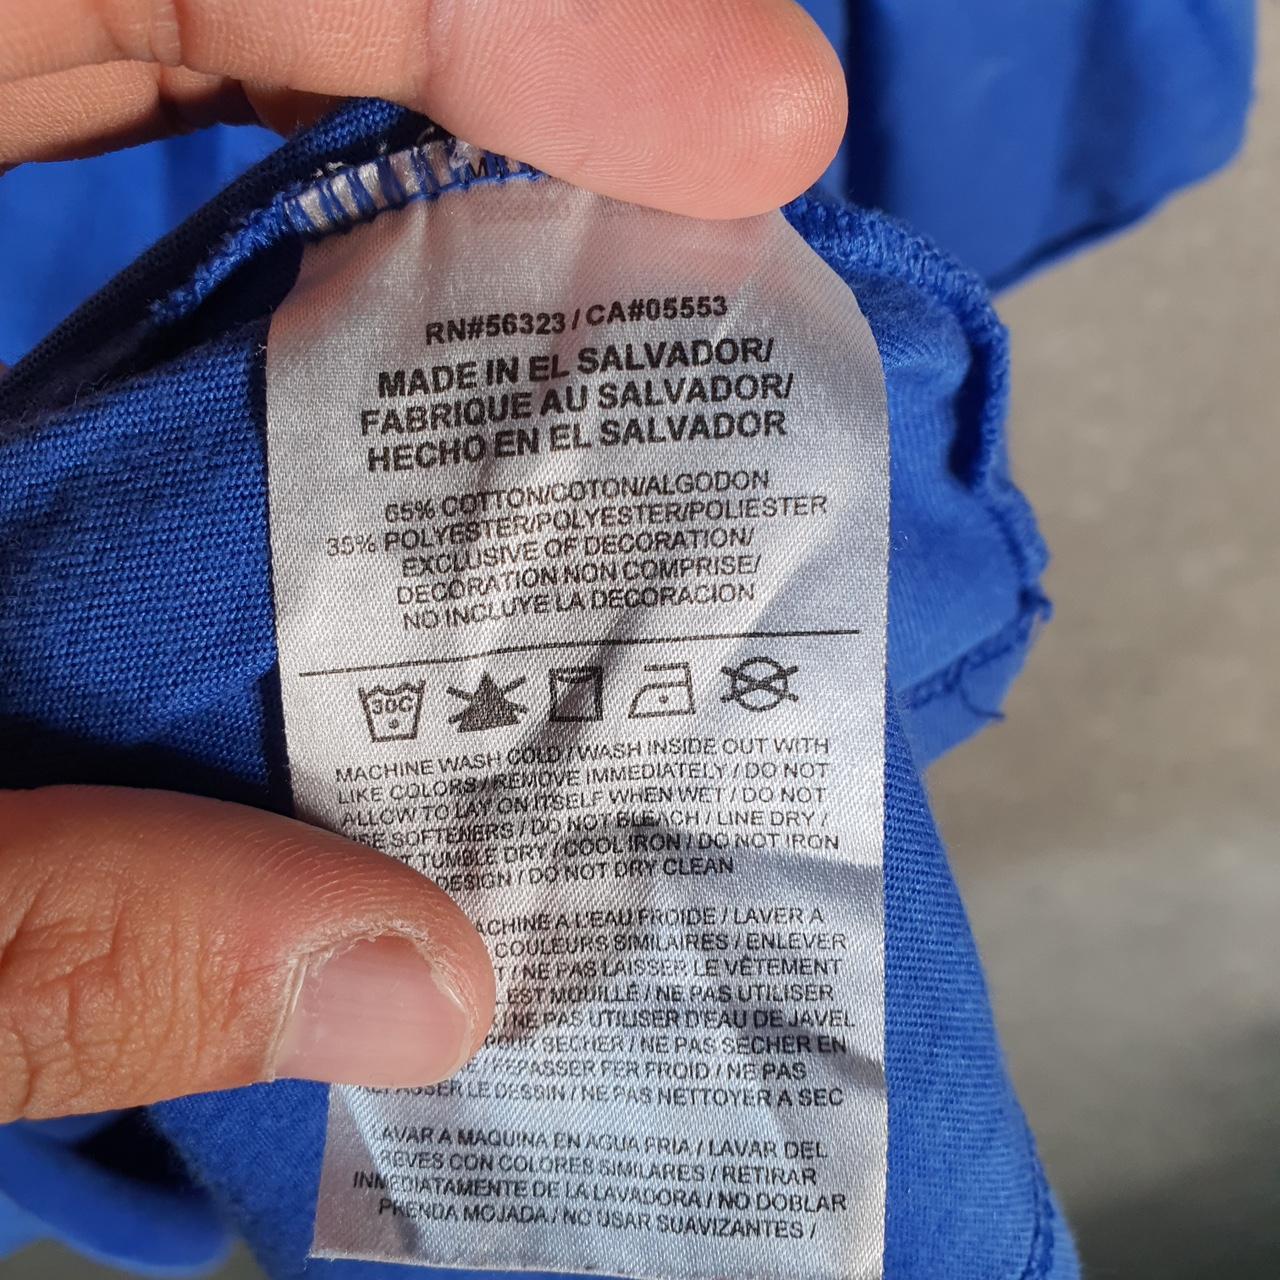 M
RN#56323 / CA#05553
MADE IN EL SALVADOR/
FABRIQUE AU SALVADOR/
HECHO EN EL SALVADOR
65% COTTON/COTON/ALGODON
35% POLYESTER/POLYESTER/POLIESTER
EXCLUSIVE OF DECORATION/
DECORATION NON COMPRISE/
NO INCLUYE LA DECORACION
30C
MACHINE WASH COLD / WASH INSIDE OUT WITH
LIKE COLORS / REMOVE IMMEDIATELY / DO NOT
ALLOW TO LAY ON ITSELF WHEN WET / DO NOT
SOFTENERS / DO NOT BLEACH / LINE DRY /
TUMBLE DRY / COOL IRON / DO NOT IRON
DESIGN / DO NOT DRY CLEAN
A L'EAU FROIDE / LAVER A
COULEURS SIMILAIRES / ENLEVER
/ NE PAS LAISSER LE VÊTEMENT
EST MOUILLÉ / NE PAS UTILISER
/ NE PAS UTILISER D'EAU DE JAVEL
POUR SECHER / NE PAS SECHER EN
REPASSER FER FROID / NE PAS
LE DESSIN / NE PAS NETTOYER A SEC
A MAQUINA EN AGUA FRIA / LAVAR DEL
CON COLORES SIMILARES / RETIRAR
INMEDIATAMENTE DE LA LAVADORA / NO DOBLAR
PRENDA MOJADA / NO USAR SUAVIZANTES /